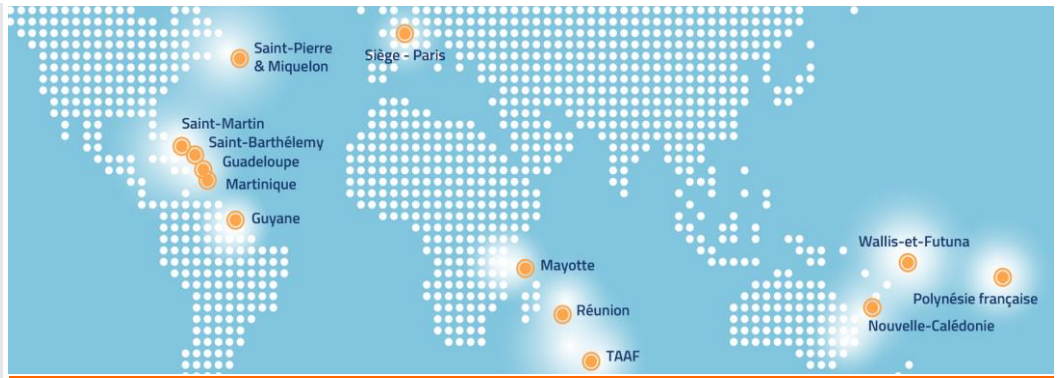 Saint-Pierre
& Miquelon
Siège - Paris
Saint-Martin
Saint-Barthélemy
Guadeloupe
Martinique
Guyane
Mayotte
Réunion
TAAF
Wallis-et-Futuna
Polynésie française
Nouvelle-Calédonie